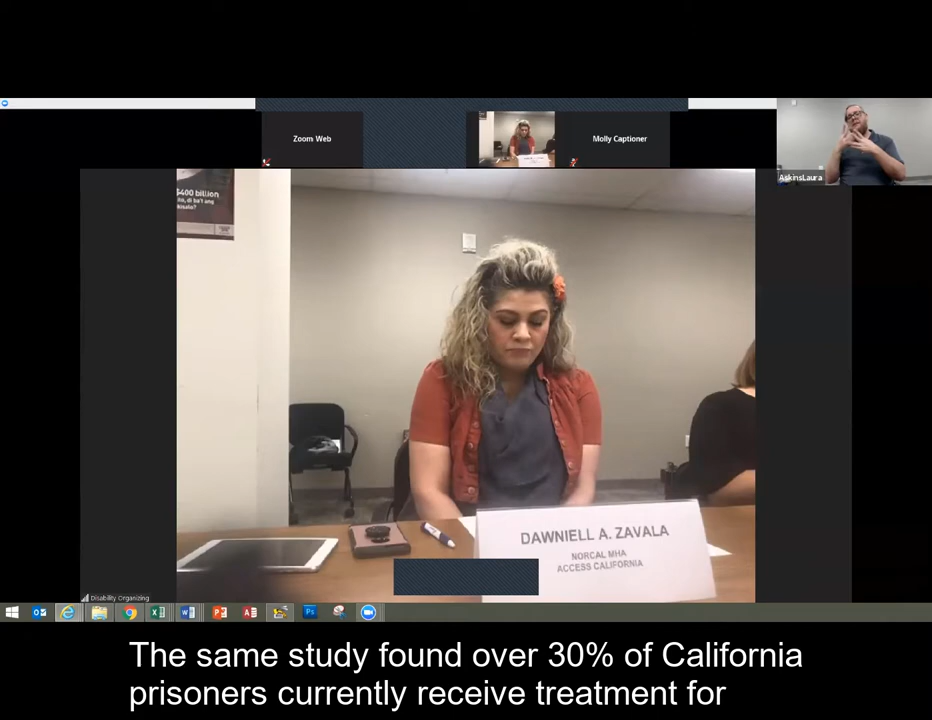 Zoom Web
Molly Captioner
AskinsLaura
$400 billion
DAWNIELL A. ZAVALA
NORCAL MHA
ACCESS CALIFORNIA
Disability Organizing
The same study found over 30% of California
prisoners currently receive treatment for